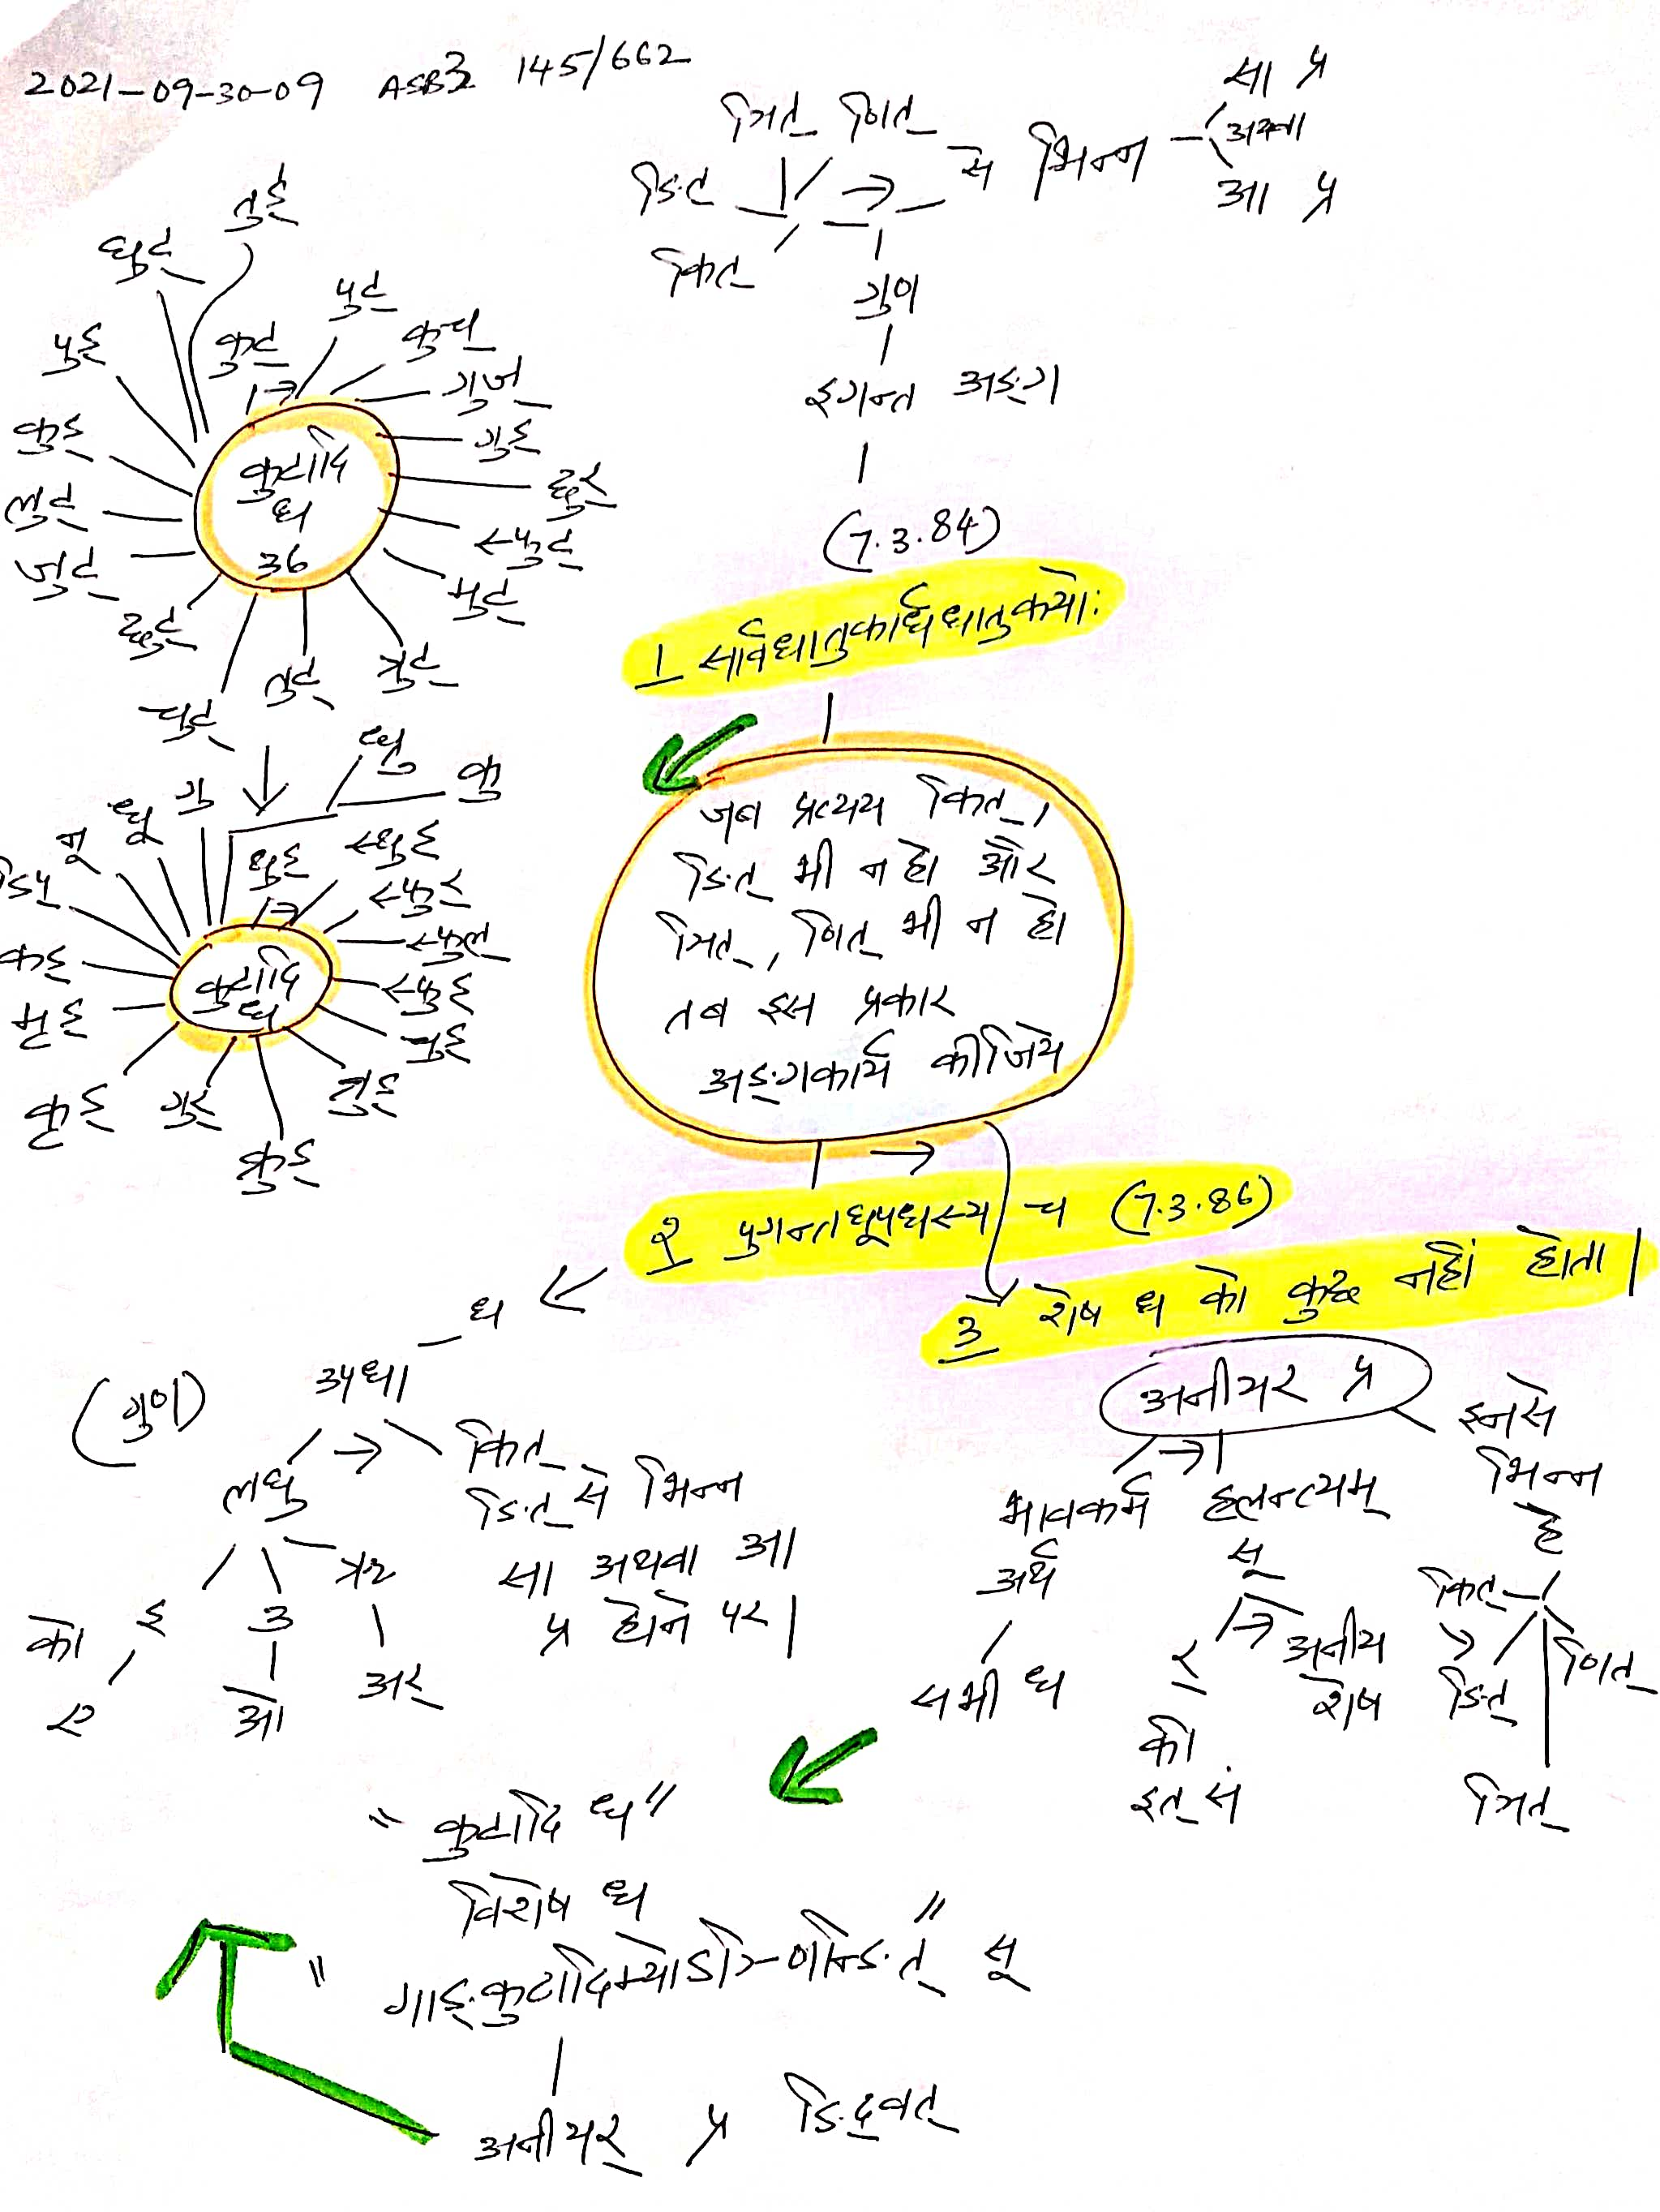 2021-09-30-09 ASB3 145/662
ञित् णित्
ङित् से भिन्न
कित्
सा प्र
अथवा
आ प्र
गुण
इगन्त अङ्ग
(7.3.84)
1 सार्वधातुकार्धधातुकयोः
जब प्रत्यय कित्,
ङित् भी न हो और
ञित्, णित् भी न हो
तब इस प्रकार
अङ्गकार्य कीजिये
2 पुगन्तलघूपधस्य च (7.3.86)
3 शेष ध को कुछ नहीं होता।
तुड्
घुट्
पुट्
पुड्
कुट्
कुच्
गुज्
गुड्
कुड्
छुर्
लुट्
स्फुट्
जुट्
मुट्
छुट्
चुट्
तुट्
त्रुट्
कुटादि
ध
36
ध्रु
कु
गु
धू
नू
डिप्
थुड्
स्थुड्
स्फुर्
स्फुल्
स्फुड्
कड्
मृड्
चुड्
कृड्
गुर्
व्रुड्
क्रुड्
कुटादि
ध
ध
उपधा
(गुण)
लघु
कित्
ङित् से भिन्न
सा अथवा आ
प्र होने पर।
को इ उ ऋ
ए ओ अर्
अनीयर् प्र
भावकर्म
अर्थ
सभी ध
हलन्त्यम्
सू
र्
की
इत् सं
अनीय
शेष
इनसे
भिन्न
है
कित्
ङित्
णित्
ञित्
"कुटादि ध"
विशेष ध
"गाङ्कुटादिभ्योऽञ्णिन्ङित्" सू
अनीयर् प्र ङिद्वत्